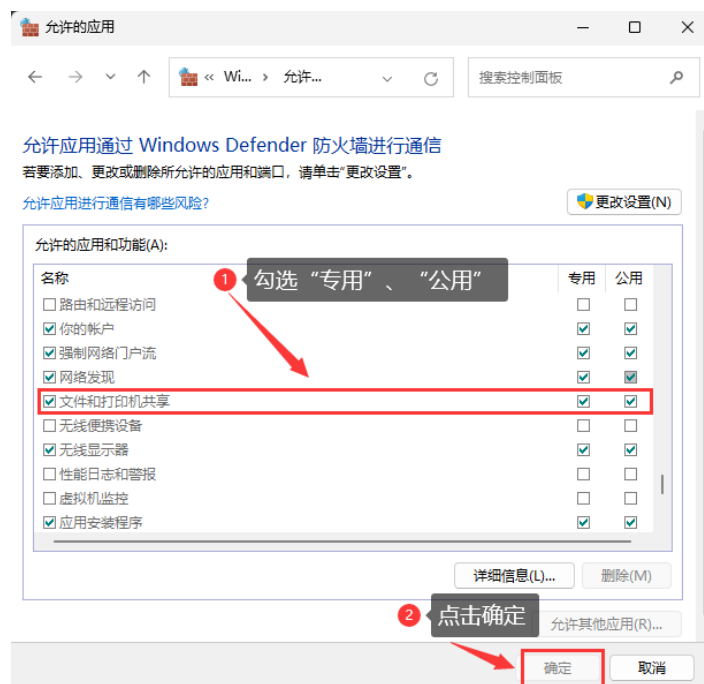 允许的应用
« Wi... › 允许...
搜索控制面板
允许应用通过 Windows Defender 防火墙进行通信
若要添加、更改或删除所允许的应用和端口，请单击"更改设置"。
允许应用进行通信有哪些风险?
更改设置(N)
允许的应用和功能(A):
名称 专用 公用
1 勾选“专用”、“公用”
路由和远程访问
你的帐户
强制网络门户流
网络发现
文件和打印机共享
无线便携设备
无线显示器
性能日志和警报
虚拟机监控
应用安装程序
详细信息(L)... 删除(M)
2 点击确定
允许其他应用(R)...
确定 取消